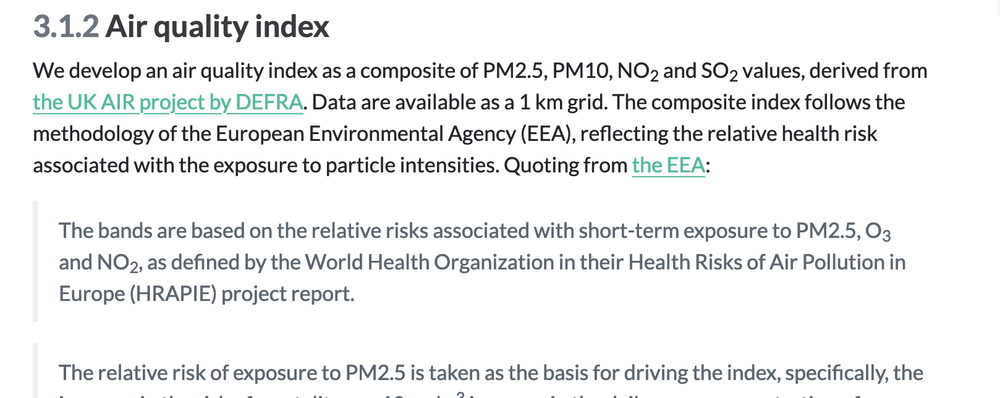 3.1.2 Air quality index
We develop an air quality index as a composite of PM2.5, PM10, NO₂ and SO₂ values, derived from
the UK AIR project by DEFRA. Data are available as a 1 km grid. The composite index follows the
methodology of the European Environmental Agency (EEA), reflecting the relative health risk
associated with the exposure to particle intensities. Quoting from the EEA:
The bands are based on the relative risks associated with short-term exposure to PM2.5, O₃
and NO₂, as defined by the World Health Organization in their Health Risks of Air Pollution in
Europe (HRAPIE) project report.
The relative risk of exposure to PM2.5 is taken as the basis for driving the index, specifically, the